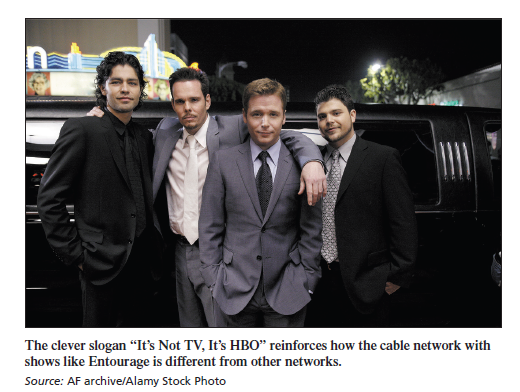 The clever slogan “It’s Not TV, It’s HBO” reinforces how the cable network with
shows like Entourage is different from other networks.
Source: AF archive/Alamy Stock Photo